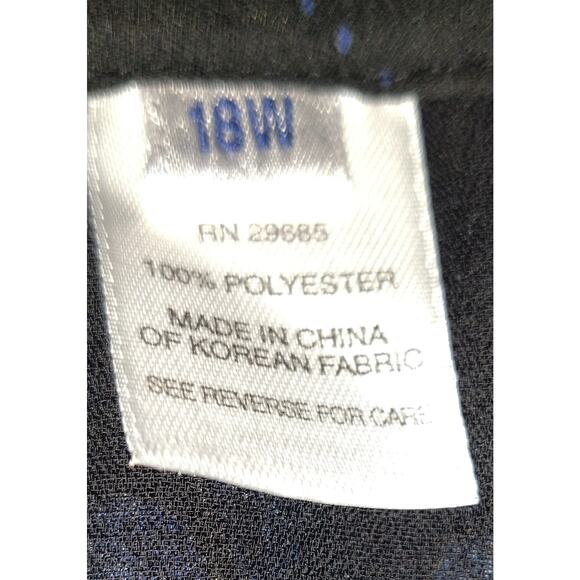 18W
RN 29685
100% POLYESTER
MADE IN CHINA
OF KOREAN FABRIC
SEE REVERSE FOR CARE